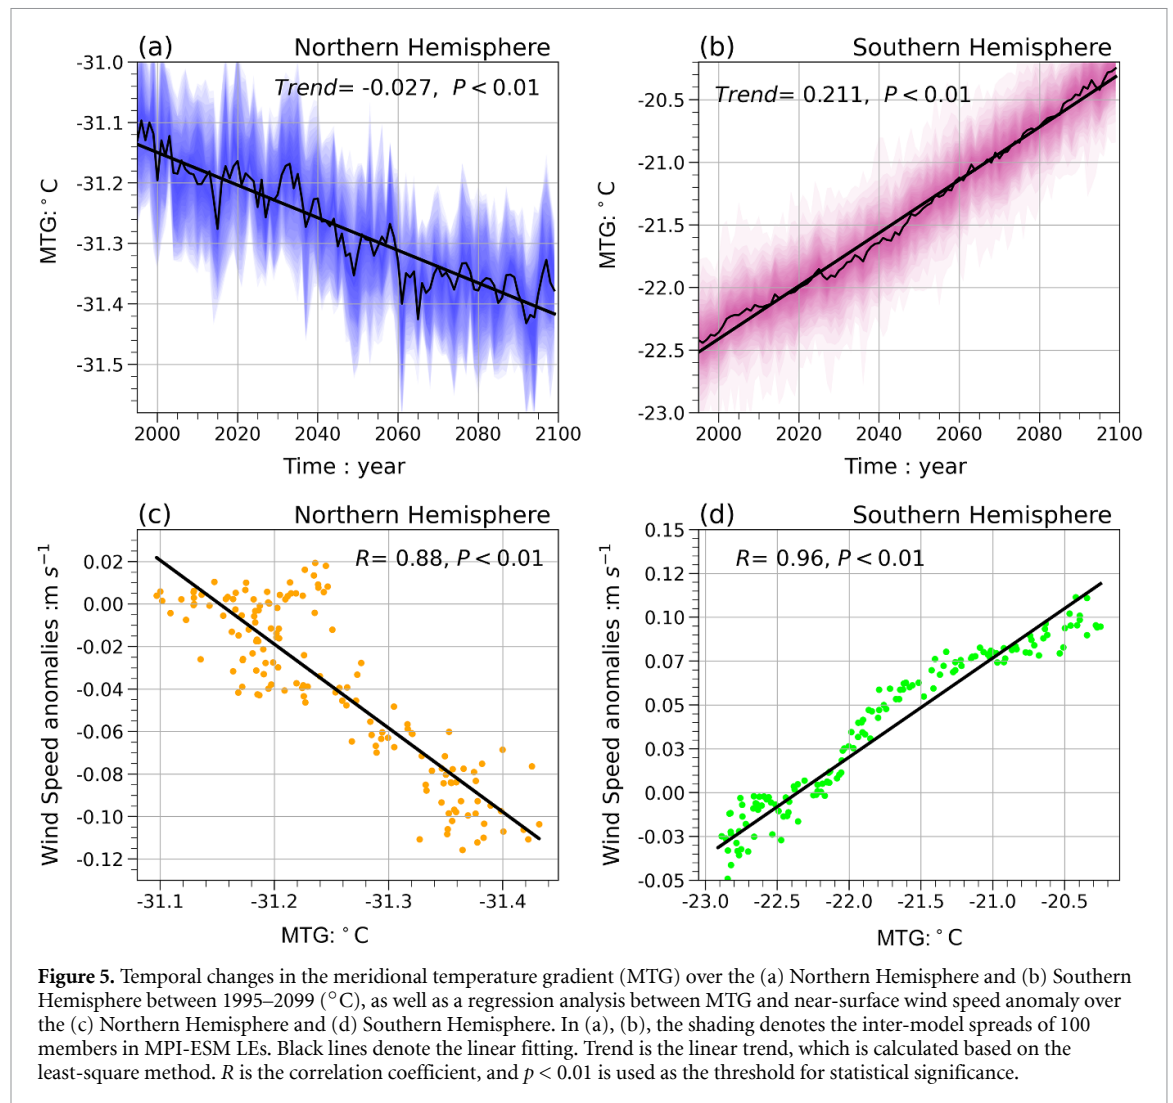 (a) Northern Hemisphere
Trend= -0.027, P < 0.01
-31.0
-31.1
-31.2
-31.3
-31.4
-31.5
MTG: °C
2000 2020 2040 2060 2080 2100
Time : year
(b) Southern Hemisphere
Trend= 0.211, P < 0.01
-20.5
-21.0
-21.5
-22.0
-22.5
-23.0
MTG: °C
2000 2020 2040 2060 2080 2100
Time : year
(c) Northern Hemisphere
R= 0.88, P < 0.01
0.02
0.00
-0.02
-0.04
-0.06
-0.08
-0.10
-0.12
Wind Speed anomalies :m s⁻¹
-31.1 -31.2 -31.3 -31.4
MTG: °C
(d) Southern Hemisphere
R= 0.96, P < 0.01
0.15
0.12
0.10
0.07
0.05
0.03
0.00
-0.03
-0.05
Wind Speed anomalies :m s⁻¹
-23.0 -22.5 -22.0 -21.5 -21.0 -20.5
MTG: °C
Figure 5. Temporal changes in the meridional temperature gradient (MTG) over the (a) Northern Hemisphere and (b) Southern
Hemisphere between 1995–2099 (°C), as well as a regression analysis between MTG and near-surface wind speed anomaly over
the (c) Northern Hemisphere and (d) Southern Hemisphere. In (a), (b), the shading denotes the inter-model spreads of 100
members in MPI-ESM LEs. Black lines denote the linear fitting. Trend is the linear trend, which is calculated based on the
least-square method. R is the correlation coefficient, and p < 0.01 is used as the threshold for statistical significance.